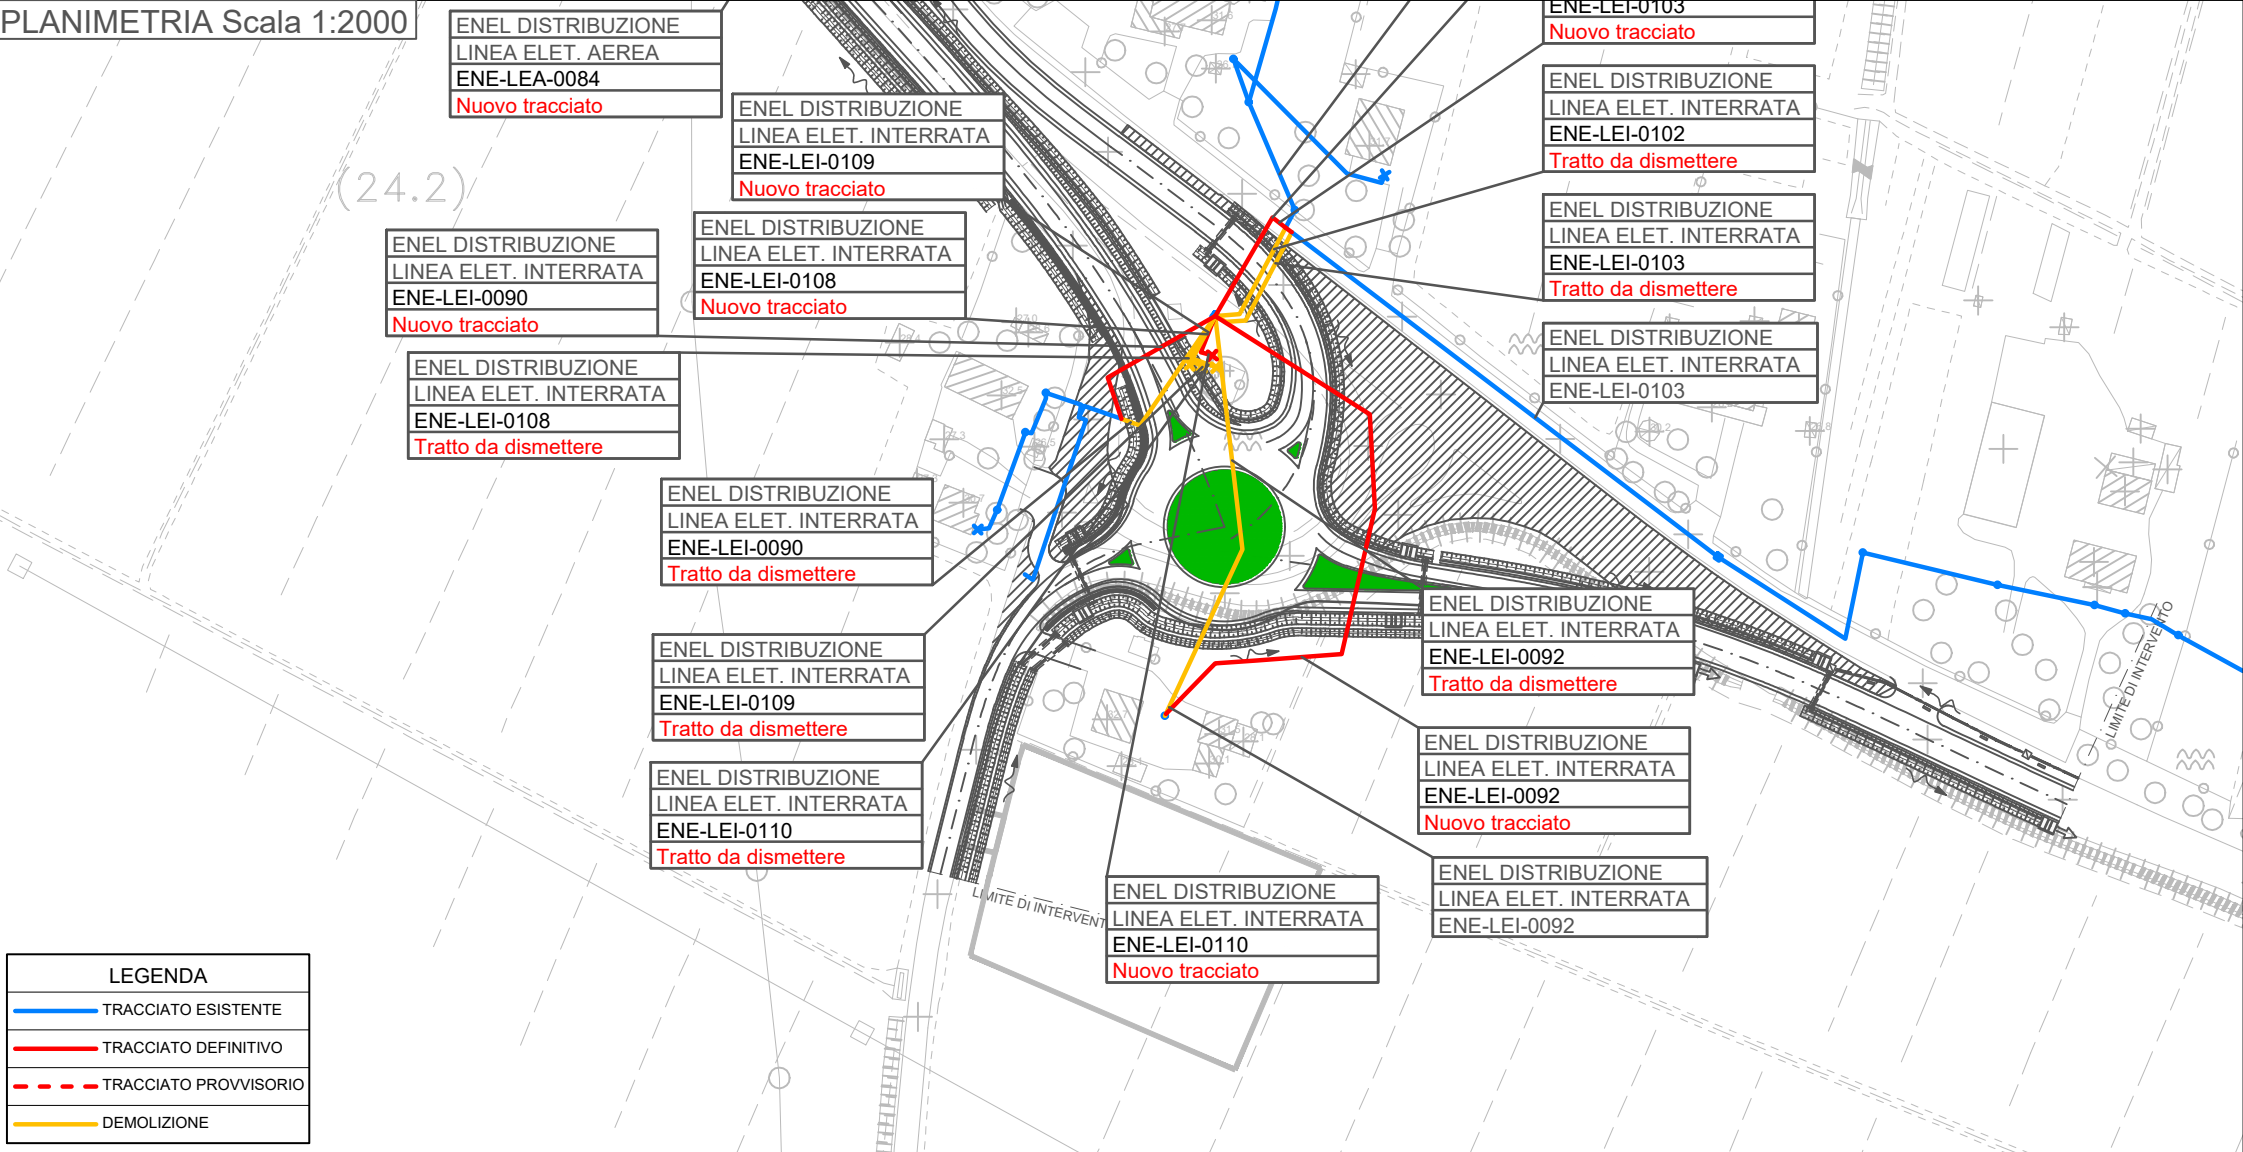 PLANIMETRIA Scala 1:2000
ENEL DISTRIBUZIONE
LINEA ELET. AEREA
ENE-LEA-0084
Nuovo tracciato
ENEL DISTRIBUZIONE
LINEA ELET. INTERRATA
ENE-LEI-0109
Nuovo tracciato
ENE-LEI-0103
Nuovo tracciato
ENEL DISTRIBUZIONE
LINEA ELET. INTERRATA
ENE-LEI-0102
Tratto da dismettere
(24.2)
ENEL DISTRIBUZIONE
LINEA ELET. INTERRATA
ENE-LEI-0103
Tratto da dismettere
ENEL DISTRIBUZIONE
LINEA ELET. INTERRATA
ENE-LEI-0108
Nuovo tracciato
ENEL DISTRIBUZIONE
LINEA ELET. INTERRATA
ENE-LEI-0090
Nuovo tracciato
ENEL DISTRIBUZIONE
LINEA ELET. INTERRATA
ENE-LEI-0103
ENEL DISTRIBUZIONE
LINEA ELET. INTERRATA
ENE-LEI-0108
Tratto da dismettere
ENEL DISTRIBUZIONE
LINEA ELET. INTERRATA
ENE-LEI-0090
Tratto da dismettere
ENEL DISTRIBUZIONE
LINEA ELET. INTERRATA
ENE-LEI-0092
Tratto da dismettere
LIMITE DI INTERVENTO
ENEL DISTRIBUZIONE
LINEA ELET. INTERRATA
ENE-LEI-0109
Tratto da dismettere
ENEL DISTRIBUZIONE
LINEA ELET. INTERRATA
ENE-LEI-0092
Nuovo tracciato
ENEL DISTRIBUZIONE
LINEA ELET. INTERRATA
ENE-LEI-0110
Tratto da dismettere
ENEL DISTRIBUZIONE
LINEA ELET. INTERRATA
ENE-LEI-0092
LIMITE DI INTERVENT
ENEL DISTRIBUZIONE
LINEA ELET. INTERRATA
ENE-LEI-0110
Nuovo tracciato
LEGENDA
TRACCIATO ESISTENTE
TRACCIATO DEFINITIVO
TRACCIATO PROVVISORIO
DEMOLIZIONE